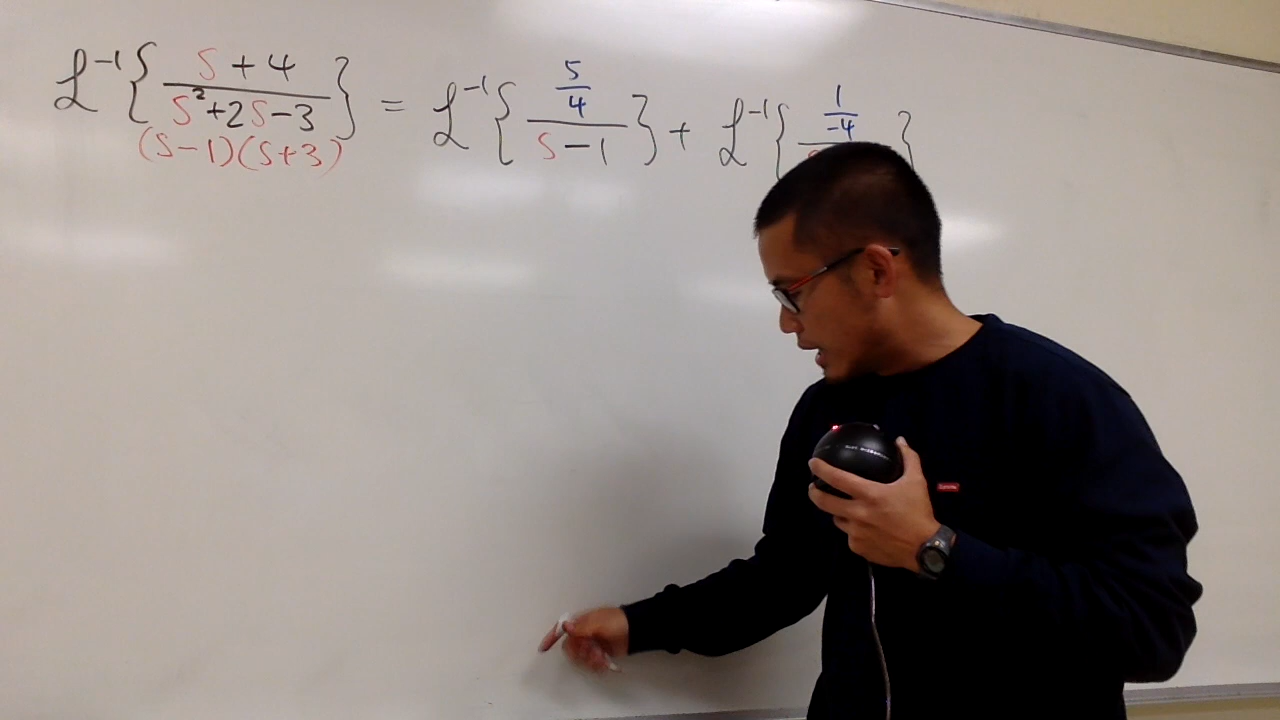 ℒ⁻¹{ (s + 4) / (s² + 2s − 3) } = ℒ⁻¹{ (5/4) / (s − 1) } + ℒ⁻¹{ (1/−4) / }
(s − 1)(s + 3)